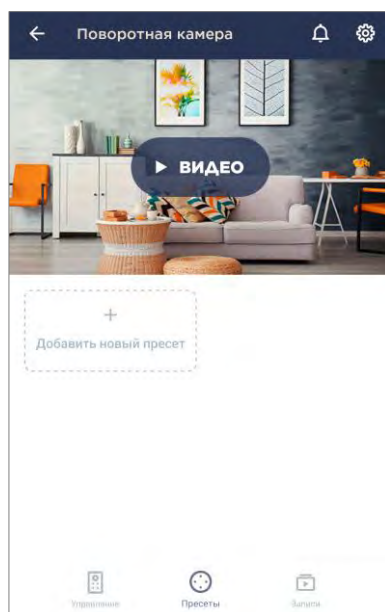 Поворотная камера
ВИДЕО
Добавить новый пресет
Управление
Пресеты
Записи